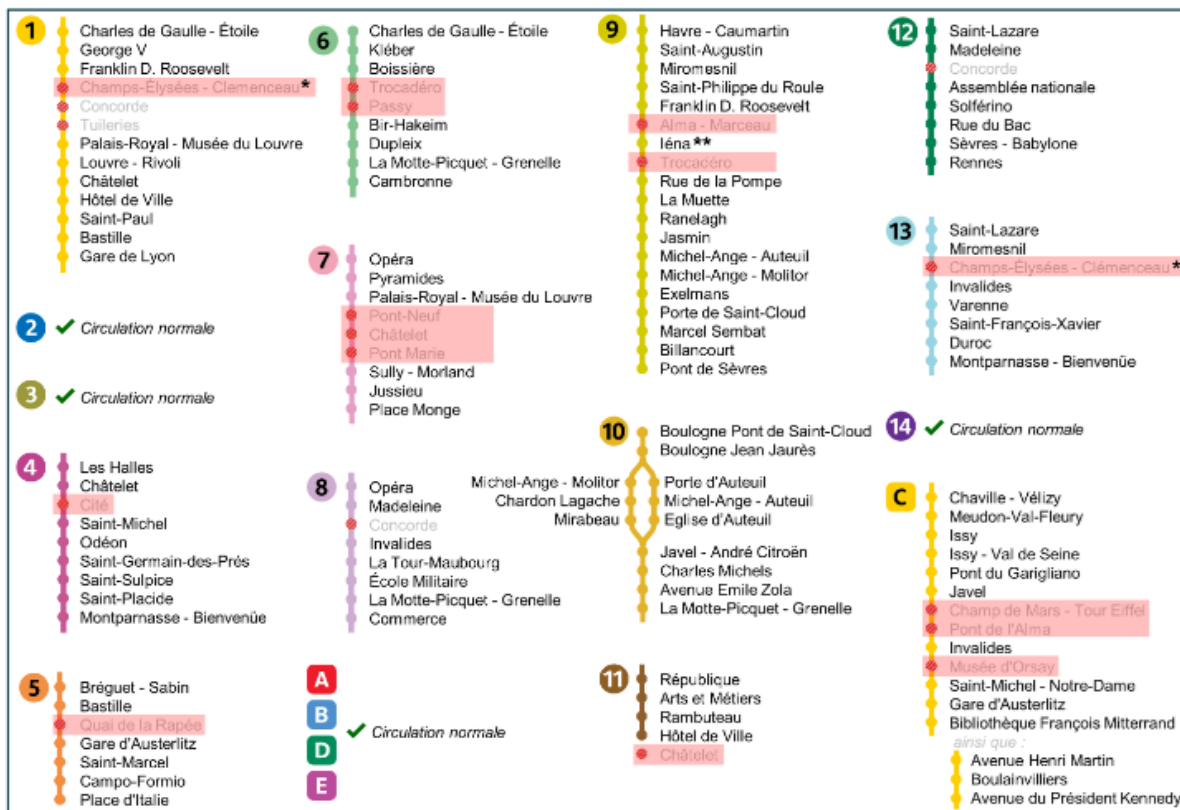 1
Charles de Gaulle - Étoile
George V
Franklin D. Roosevelt
Champs-Élysées - Clemenceau*
Concorde
Tuileries
Palais-Royal - Musée du Louvre
Louvre - Rivoli
Châtelet
Hôtel de Ville
Saint-Paul
Bastille
Gare de Lyon
2
Circulation normale
3
Circulation normale
4
Les Halles
Châtelet
Cité
Saint-Michel
Odéon
Saint-Germain-des-Prés
Saint-Sulpice
Saint-Placide
Montparnasse - Bienvenüe
5
Bréguet - Sabin
Bastille
Quai de la Rapée
Gare d'Austerlitz
Saint-Marcel
Campo-Formio
Place d'Italie
6
Charles de Gaulle - Étoile
Kléber
Boissière
Trocadéro
Passy
Bir-Hakeim
Dupleix
La Motte-Picquet - Grenelle
Cambronne
7
Opéra
Pyramides
Palais-Royal - Musée du Louvre
Pont-Neuf
Châtelet
Pont Marie
Sully - Morland
Jussieu
Place Monge
8
Opéra
Madeleine
Concorde
Invalides
La Tour-Maubourg
École Militaire
La Motte-Picquet - Grenelle
Commerce
A
B
D
E
Circulation normale
9
Havre - Caumartin
Saint-Augustin
Miromesnil
Saint-Philippe du Roule
Franklin D. Roosevelt
Alma - Marceau
Iéna**
Trocadéro
Rue de la Pompe
La Muette
Ranelagh
Jasmin
Michel-Ange - Auteuil
Michel-Ange - Molitor
Exelmans
Porte de Saint-Cloud
Marcel Sembat
Billancourt
Pont de Sèvres
10
Boulogne Pont de Saint-Cloud
Boulogne Jean Jaurès
Michel-Ange - Molitor
Porte d'Auteuil
Chardon Lagache
Michel-Ange - Auteuil
Mirabeau
Eglise d'Auteuil
Javel - André Citroën
Charles Michels
Avenue Emile Zola
La Motte-Picquet - Grenelle
11
République
Arts et Métiers
Rambuteau
Hôtel de Ville
Châtelet
12
Saint-Lazare
Madeleine
Concorde
Assemblée nationale
Solférino
Rue du Bac
Sèvres - Babylone
Rennes
13
Saint-Lazare
Miromesnil
Champs-Élysées - Clémenceau*
Invalides
Varenne
Saint-François-Xavier
Duroc
Montparnasse - Bienvenüe
14
Circulation normale
C
Chaville - Vélizy
Meudon-Val-Fleury
Issy
Issy - Val de Seine
Pont du Garigliano
Javel
Champ de Mars - Tour Eiffel
Pont de l'Alma
Invalides
Musée d'Orsay
Saint-Michel - Notre-Dame
Gare d'Austerlitz
Bibliothèque François Mitterrand
ainsi que :
Avenue Henri Martin
Boulainvilliers
Avenue du Président Kennedy